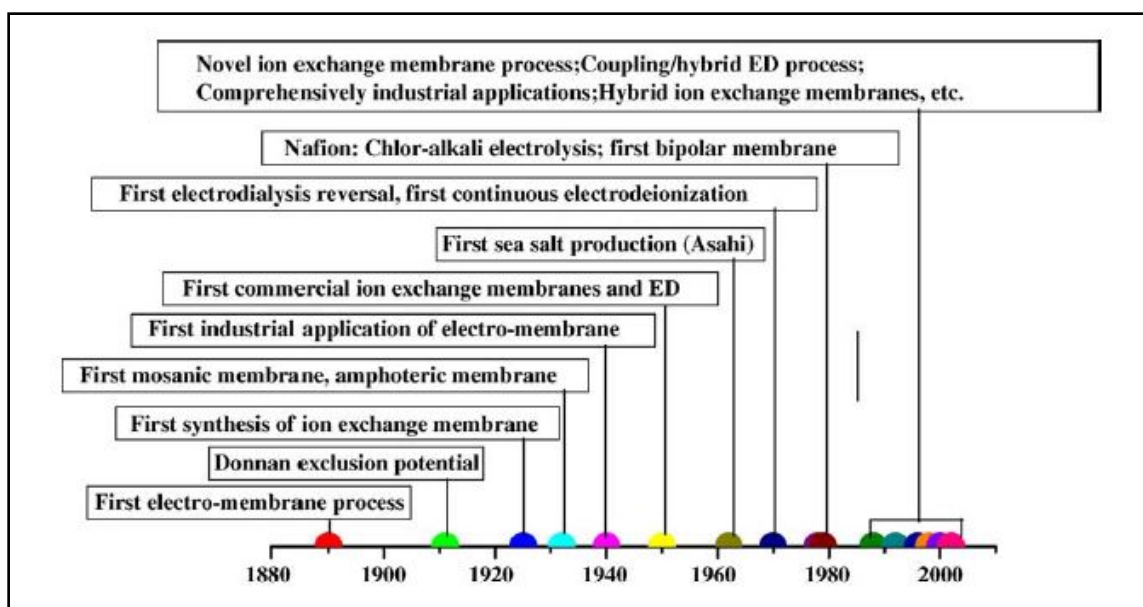 Novel ion exchange membrane process;Coupling/hybrid ED process;
Comprehensively industrial applications;Hybrid ion exchange membranes, etc.
Nafion: Chlor-alkali electrolysis; first bipolar membrane
First electrodialysis reversal, first continuous electrodeionization
First sea salt production (Asahi)
First commercial ion exchange membranes and ED
First industrial application of electro-membrane
First mosanic membrane, amphoteric membrane
First synthesis of ion exchange membrane
Donnan exclusion potential
First electro-membrane process
1880 1900 1920 1940 1960 1980 2000